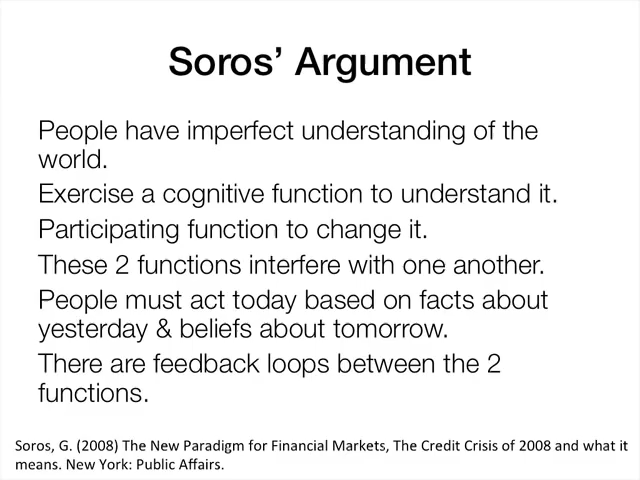 Soros’ Argument
People have imperfect understanding of the
world.
Exercise a cognitive function to understand it.
Participating function to change it.
These 2 functions interfere with one another.
People must act today based on facts about
yesterday & beliefs about tomorrow.
There are feedback loops between the 2
functions.
Soros, G. (2008) The New Paradigm for Financial Markets, The Credit Crisis of 2008 and what it
means. New York: Public Affairs.